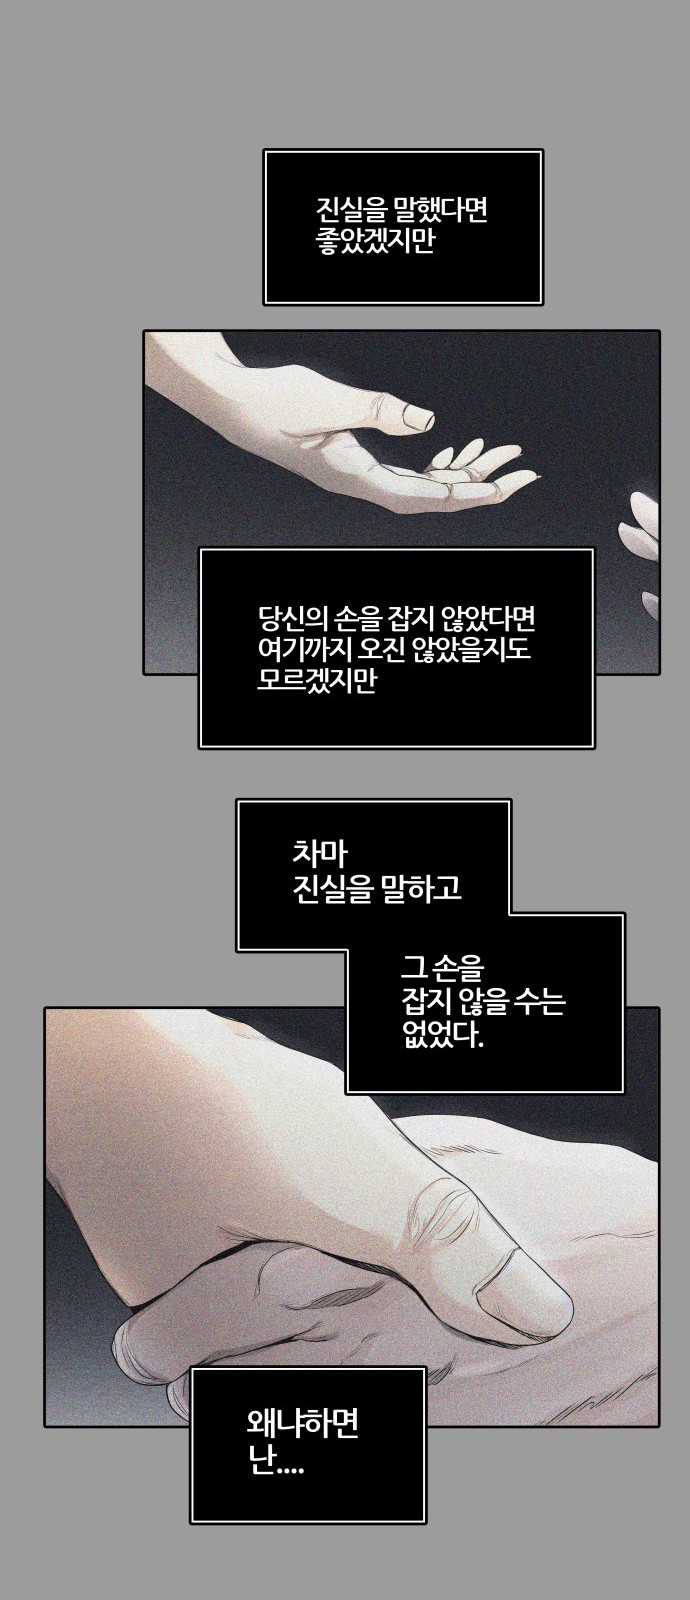 진실을 말했다면
좋았겠지만
당신의 손을 잡지 않았다면
여기까지 오진 않았을지도
모르겠지만
차마
진실을 말하고
그 손을
잡지 않을 수는
없었다.
왜냐하면
난....